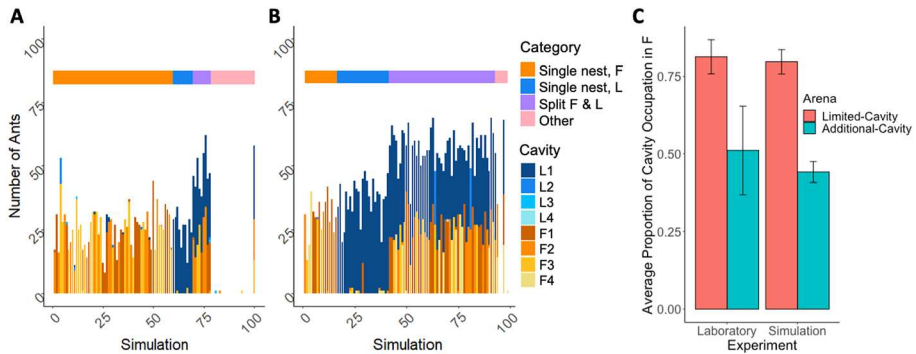 A
B
C
Number of Ants
100
75
50
25
0
0
25
50
75
100
Simulation
100
75
50
25
0
0
25
50
75
100
Simulation
Category
Single nest, F
Single nest, L
Split F & L
Other
Cavity
L1
L2
L3
L4
F1
F2
F3
F4
Average Proportion of Cavity Occupation in F
0.75
0.50
0.25
0.00
Laboratory
Simulation
Experiment
Arena
Limited-Cavity
Additional-Cavity